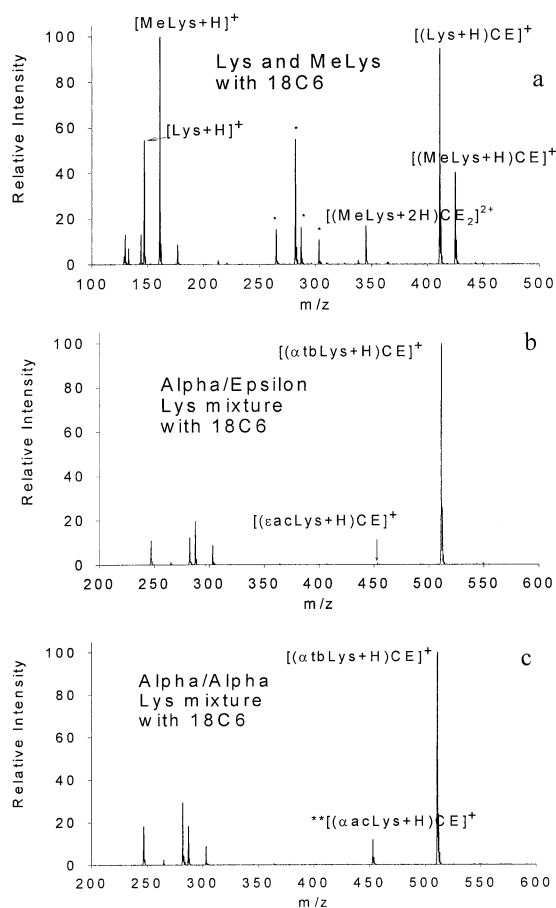 a
[MeLys+H]+
[(Lys+H)CE]+
Lys and MeLys
with 18C6
[Lys+H]+
[(MeLys+H)CE]+
[(MeLys+2H)CE2]2+
* * * *
Relative Intensity
100
80
60
40
20
0
100 150 200 250 300 350 400 450 500
m/z
b
[(αtbLys+H)CE]+
Alpha/Epsilon
Lys mixture
with 18C6
[(εacLys+H)CE]+
Relative Intensity
100
80
60
40
20
0
200 250 300 350 400 450 500 550 600
m/z
c
[(αtbLys+H)CE]+
Alpha/Alpha
Lys mixture
with 18C6
**[(αacLys+H)CE]+
Relative Intensity
100
80
60
40
20
0
200 250 300 350 400 450 500 550 600
m/z